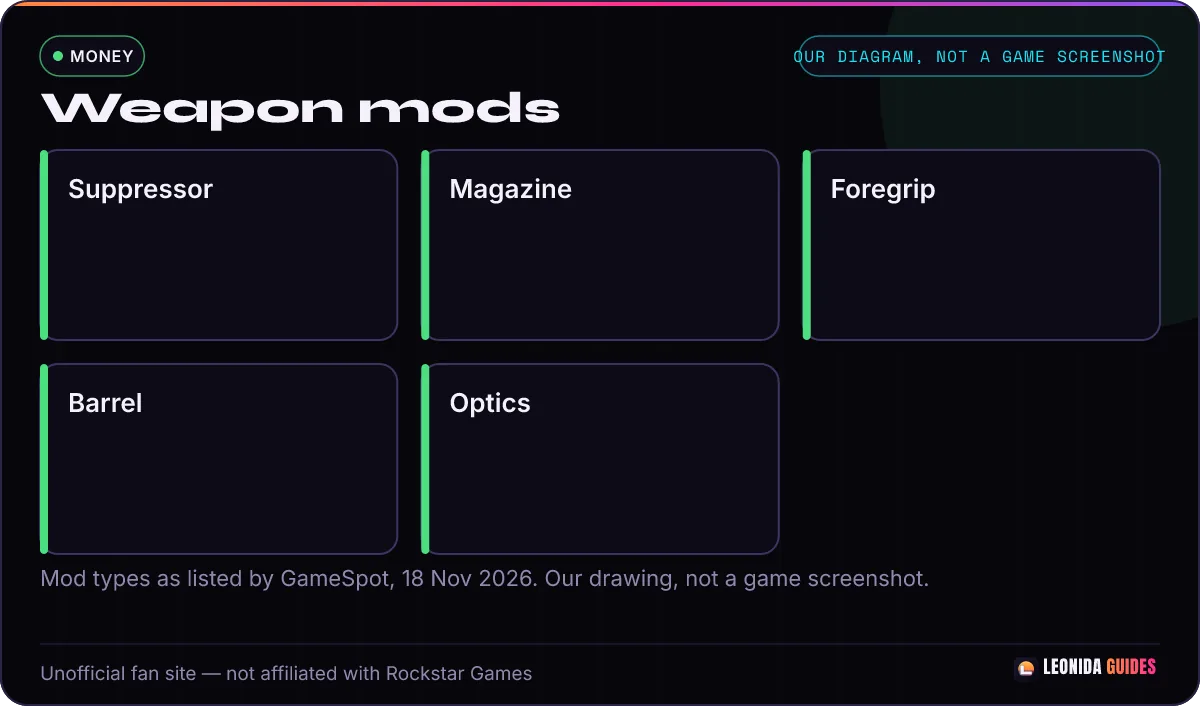 MONEY
OUR DIAGRAM, NOT A GAME SCREENSHOT
Weapon mods
Suppressor
Magazine
Foregrip
Barrel
Optics
Mod types as listed by GameSpot, 18 Nov 2026. Our drawing, not a game screenshot.
Unofficial fan site — not affiliated with Rockstar Games
LEONIDA GUIDES